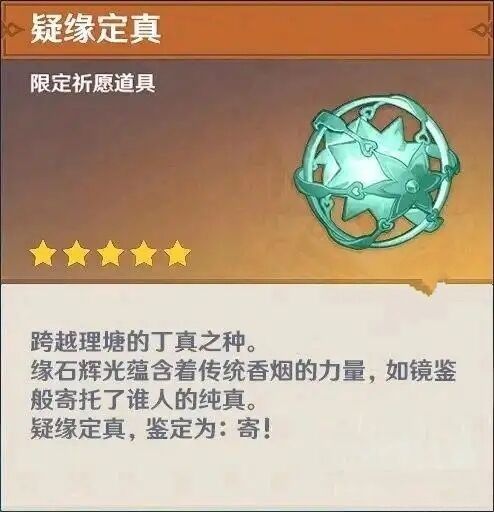 疑缘定真
限定祈愿道具
跨越理塘的丁真之种。
缘石辉光蕴含着传统香烟的力量，如镜鉴
般寄托了谁人的纯真。
疑缘定真，鉴定为：寄！